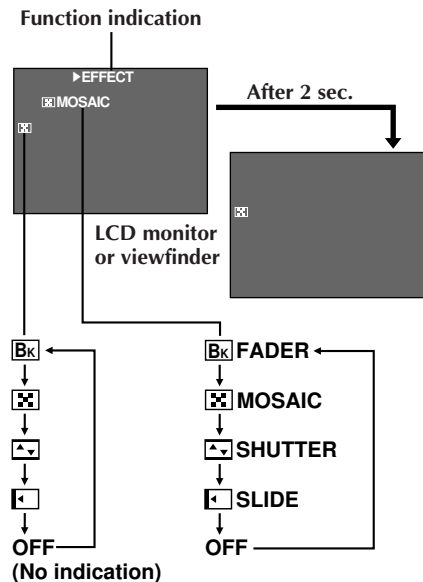 Function indication
▶EFFECT
MOSAIC
After 2 sec.
LCD monitor
or viewfinder
BK
OFF
(No indication)
BK FADER
MOSAIC
SHUTTER
SLIDE
OFF